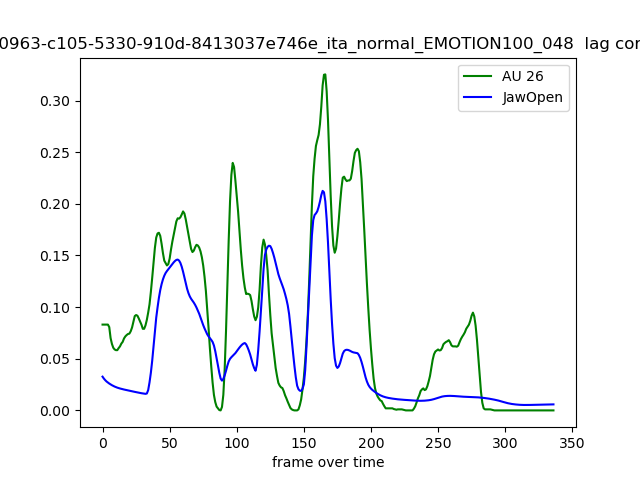 0963-c105-5330-910d-8413037e746e_ita_normal_EMOTION100_048 lag cor
AU 26
JawOpen
0.30
0.25
0.20
0.15
0.10
0.05
0.00
0 50 100 150 200 250 300 350
frame over time